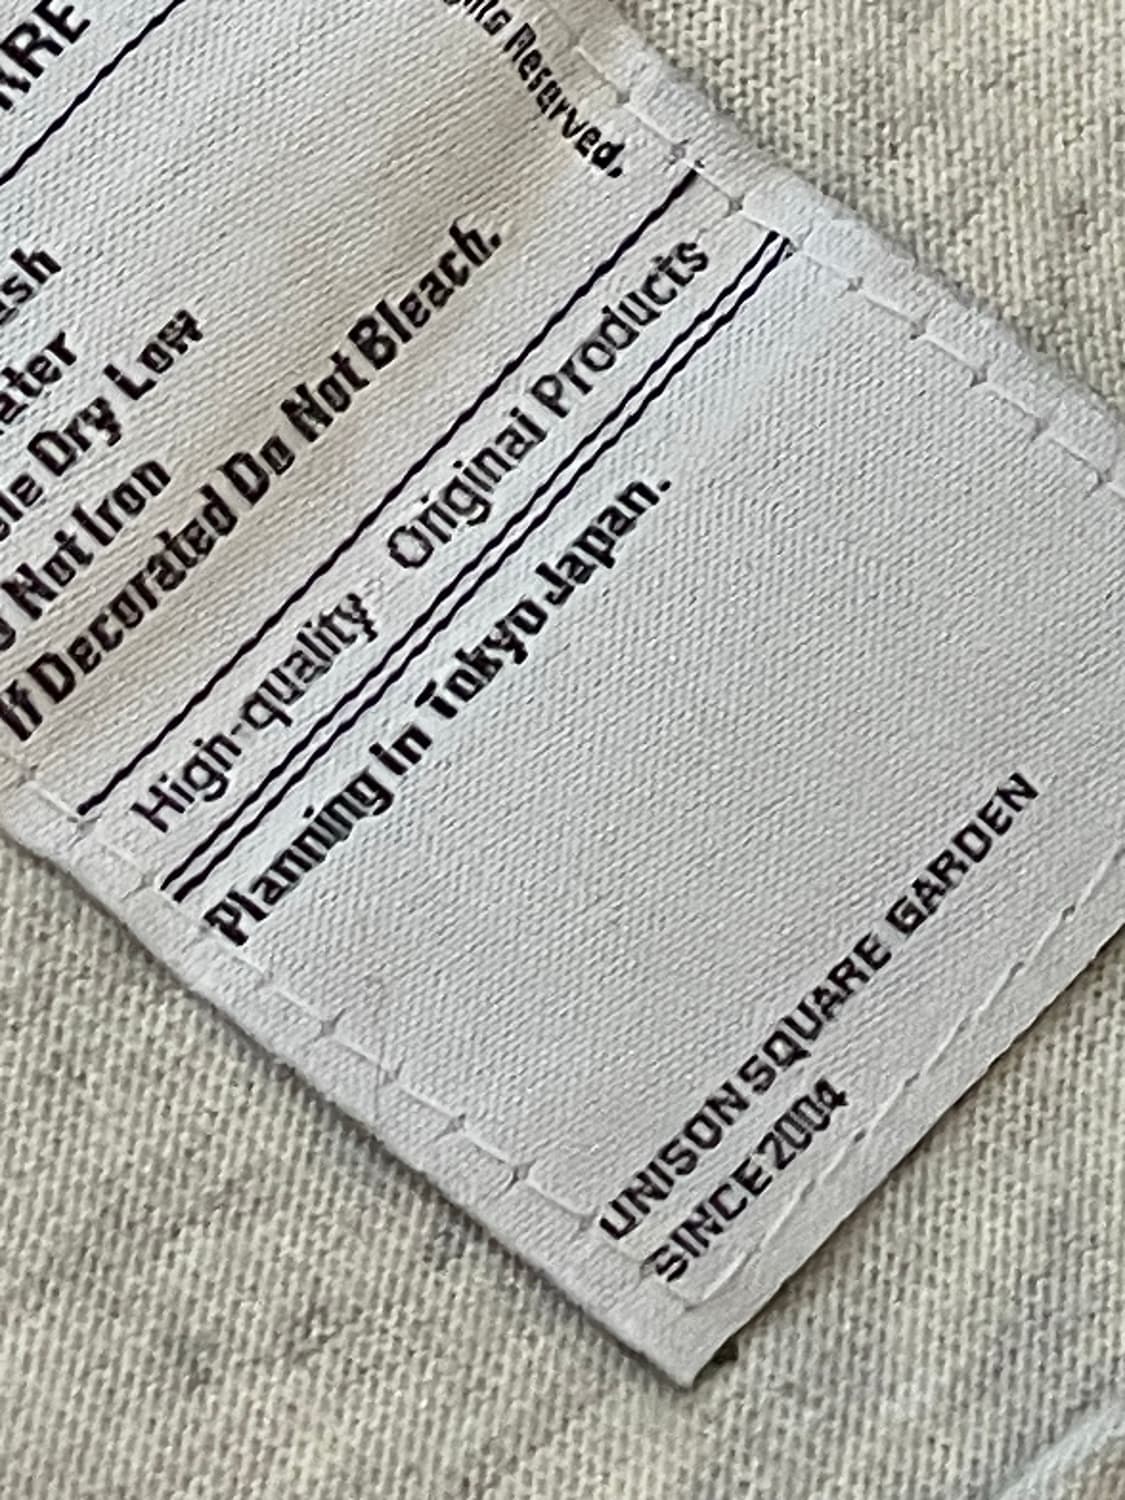 Reserved.
Dry Low
Not Iron
If Decorated Do Not Bleach.
High-quality Original Products
Planning in Tokyo Japan.
UNISON SQUARE GARDEN
SINCE 2004